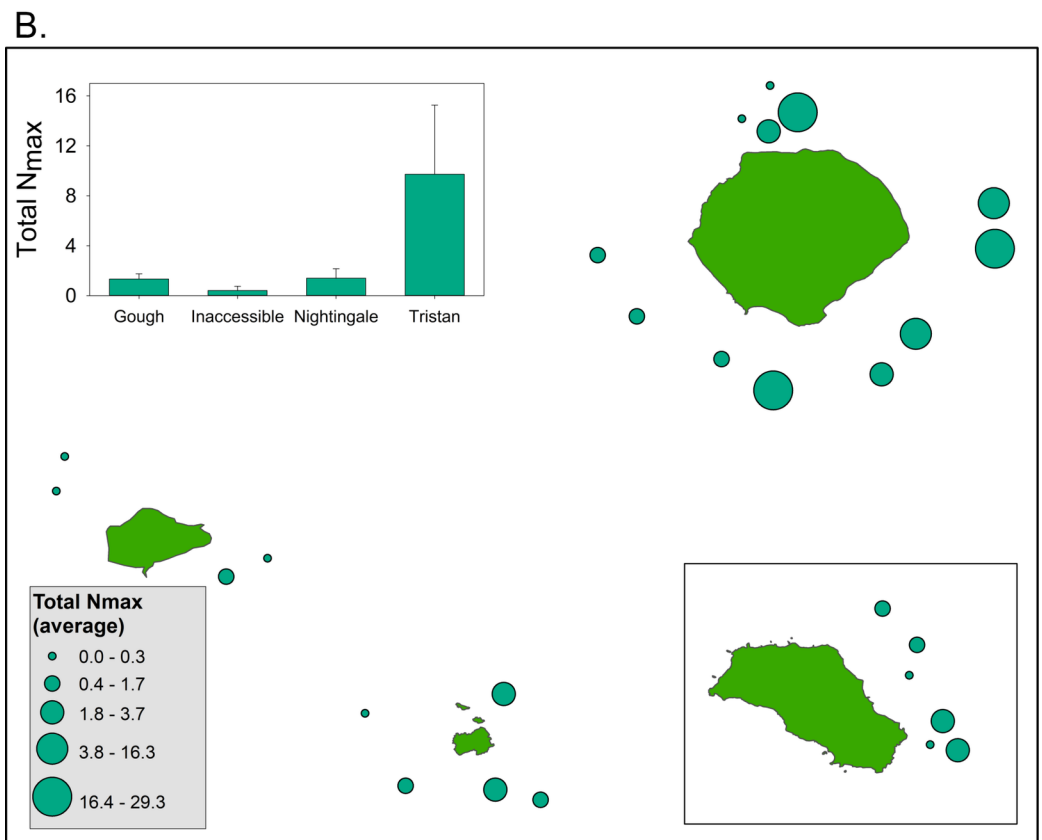 B.
Total Nmax
16
12
8
4
0
Gough Inaccessible Nightingale Tristan
Total Nmax
(average)
0.0 - 0.3
0.4 - 1.7
1.8 - 3.7
3.8 - 16.3
16.4 - 29.3